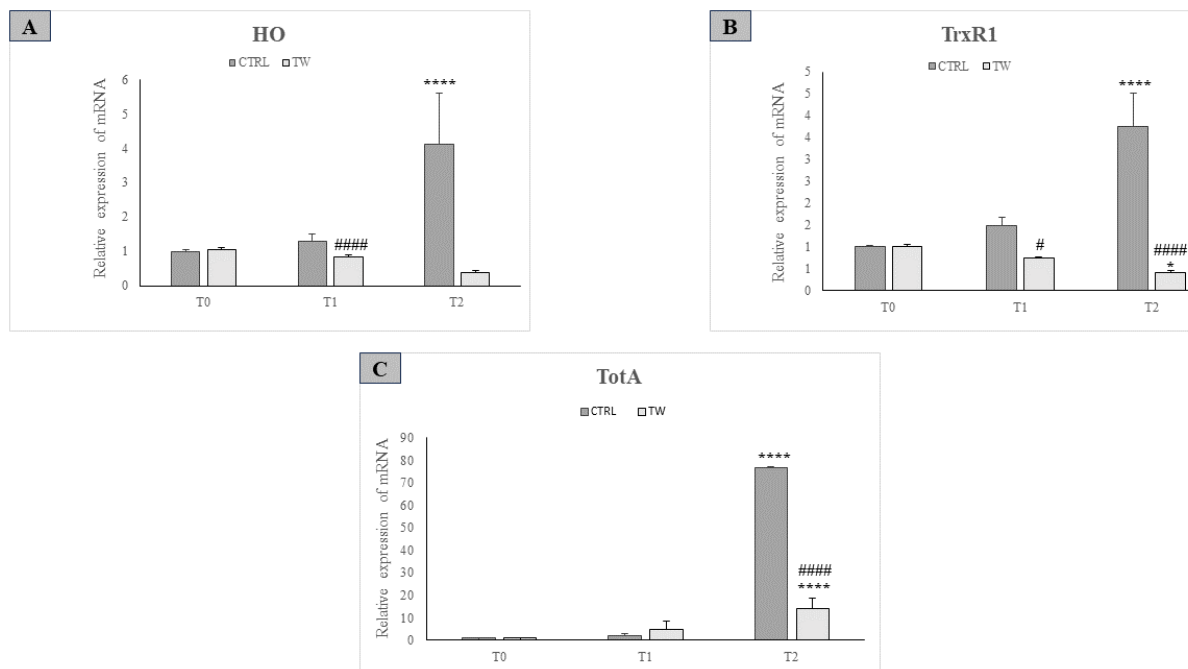 A
HO
CTRL TW
Relative expression of mRNA
6
5
4
3
2
1
0
****
####
T0 T1 T2
B
TrxR1
CTRL TW
Relative expression of mRNA
5
5
4
4
3
3
2
2
1
1
0
****
#
####
*
T0 T1 T2
C
TotA
CTRL TW
Relative expression of mRNA
90
80
70
60
50
40
30
20
10
0
****
####
****
T0 T1 T2